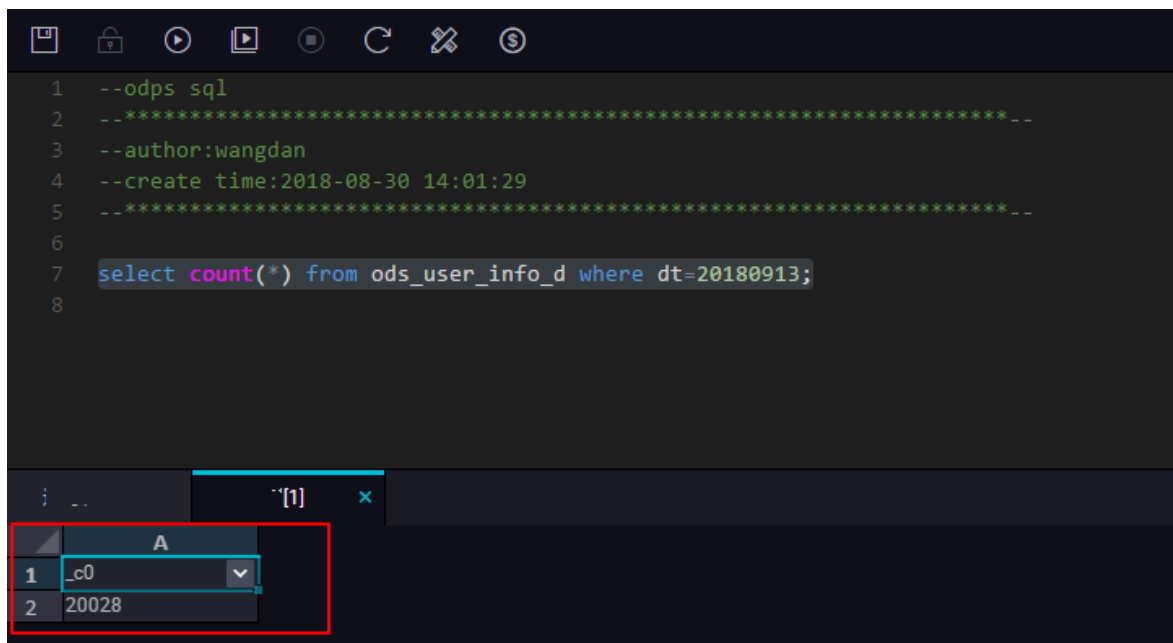 1 --odps sql
2 --********************************************************************--
3 --author:wangdan
4 --create time:2018-08-30 14:01:29
5 --********************************************************************--
6
7 select count(*) from ods_user_info_d where dt=20180913;
8
[1] ×
A
1 _c0
2 20028